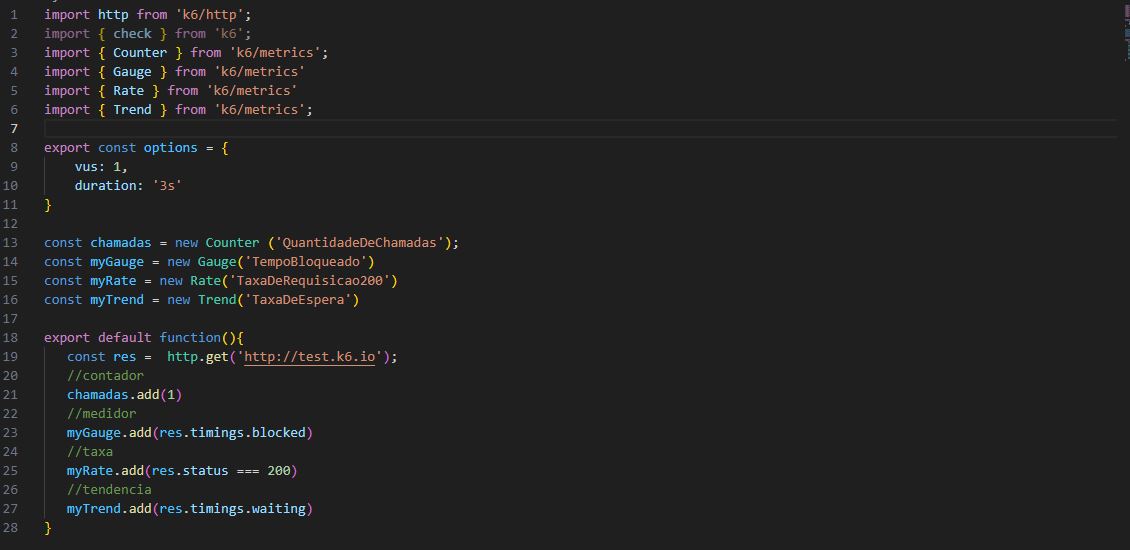 1 import http from 'k6/http';
2 import { check } from 'k6';
3 import { Counter } from 'k6/metrics';
4 import { Gauge } from 'k6/metrics'
5 import { Rate } from 'k6/metrics'
6 import { Trend } from 'k6/metrics';
7
8 export const options = {
9     vus: 1,
10     duration: '3s'
11 }
12
13 const chamadas = new Counter ('QuantidadeDeChamadas');
14 const myGauge = new Gauge('TempoBloqueado')
15 const myRate = new Rate('TaxaDeRequisicao200')
16 const myTrend = new Trend('TaxaDeEspera')
17
18 export default function(){
19    const res =  http.get('http://test.k6.io');
20    //contador
21    chamadas.add(1)
22    //medidor
23    myGauge.add(res.timings.blocked)
24    //taxa
25    myRate.add(res.status === 200)
26    //tendencia
27    myTrend.add(res.timings.waiting)
28 }